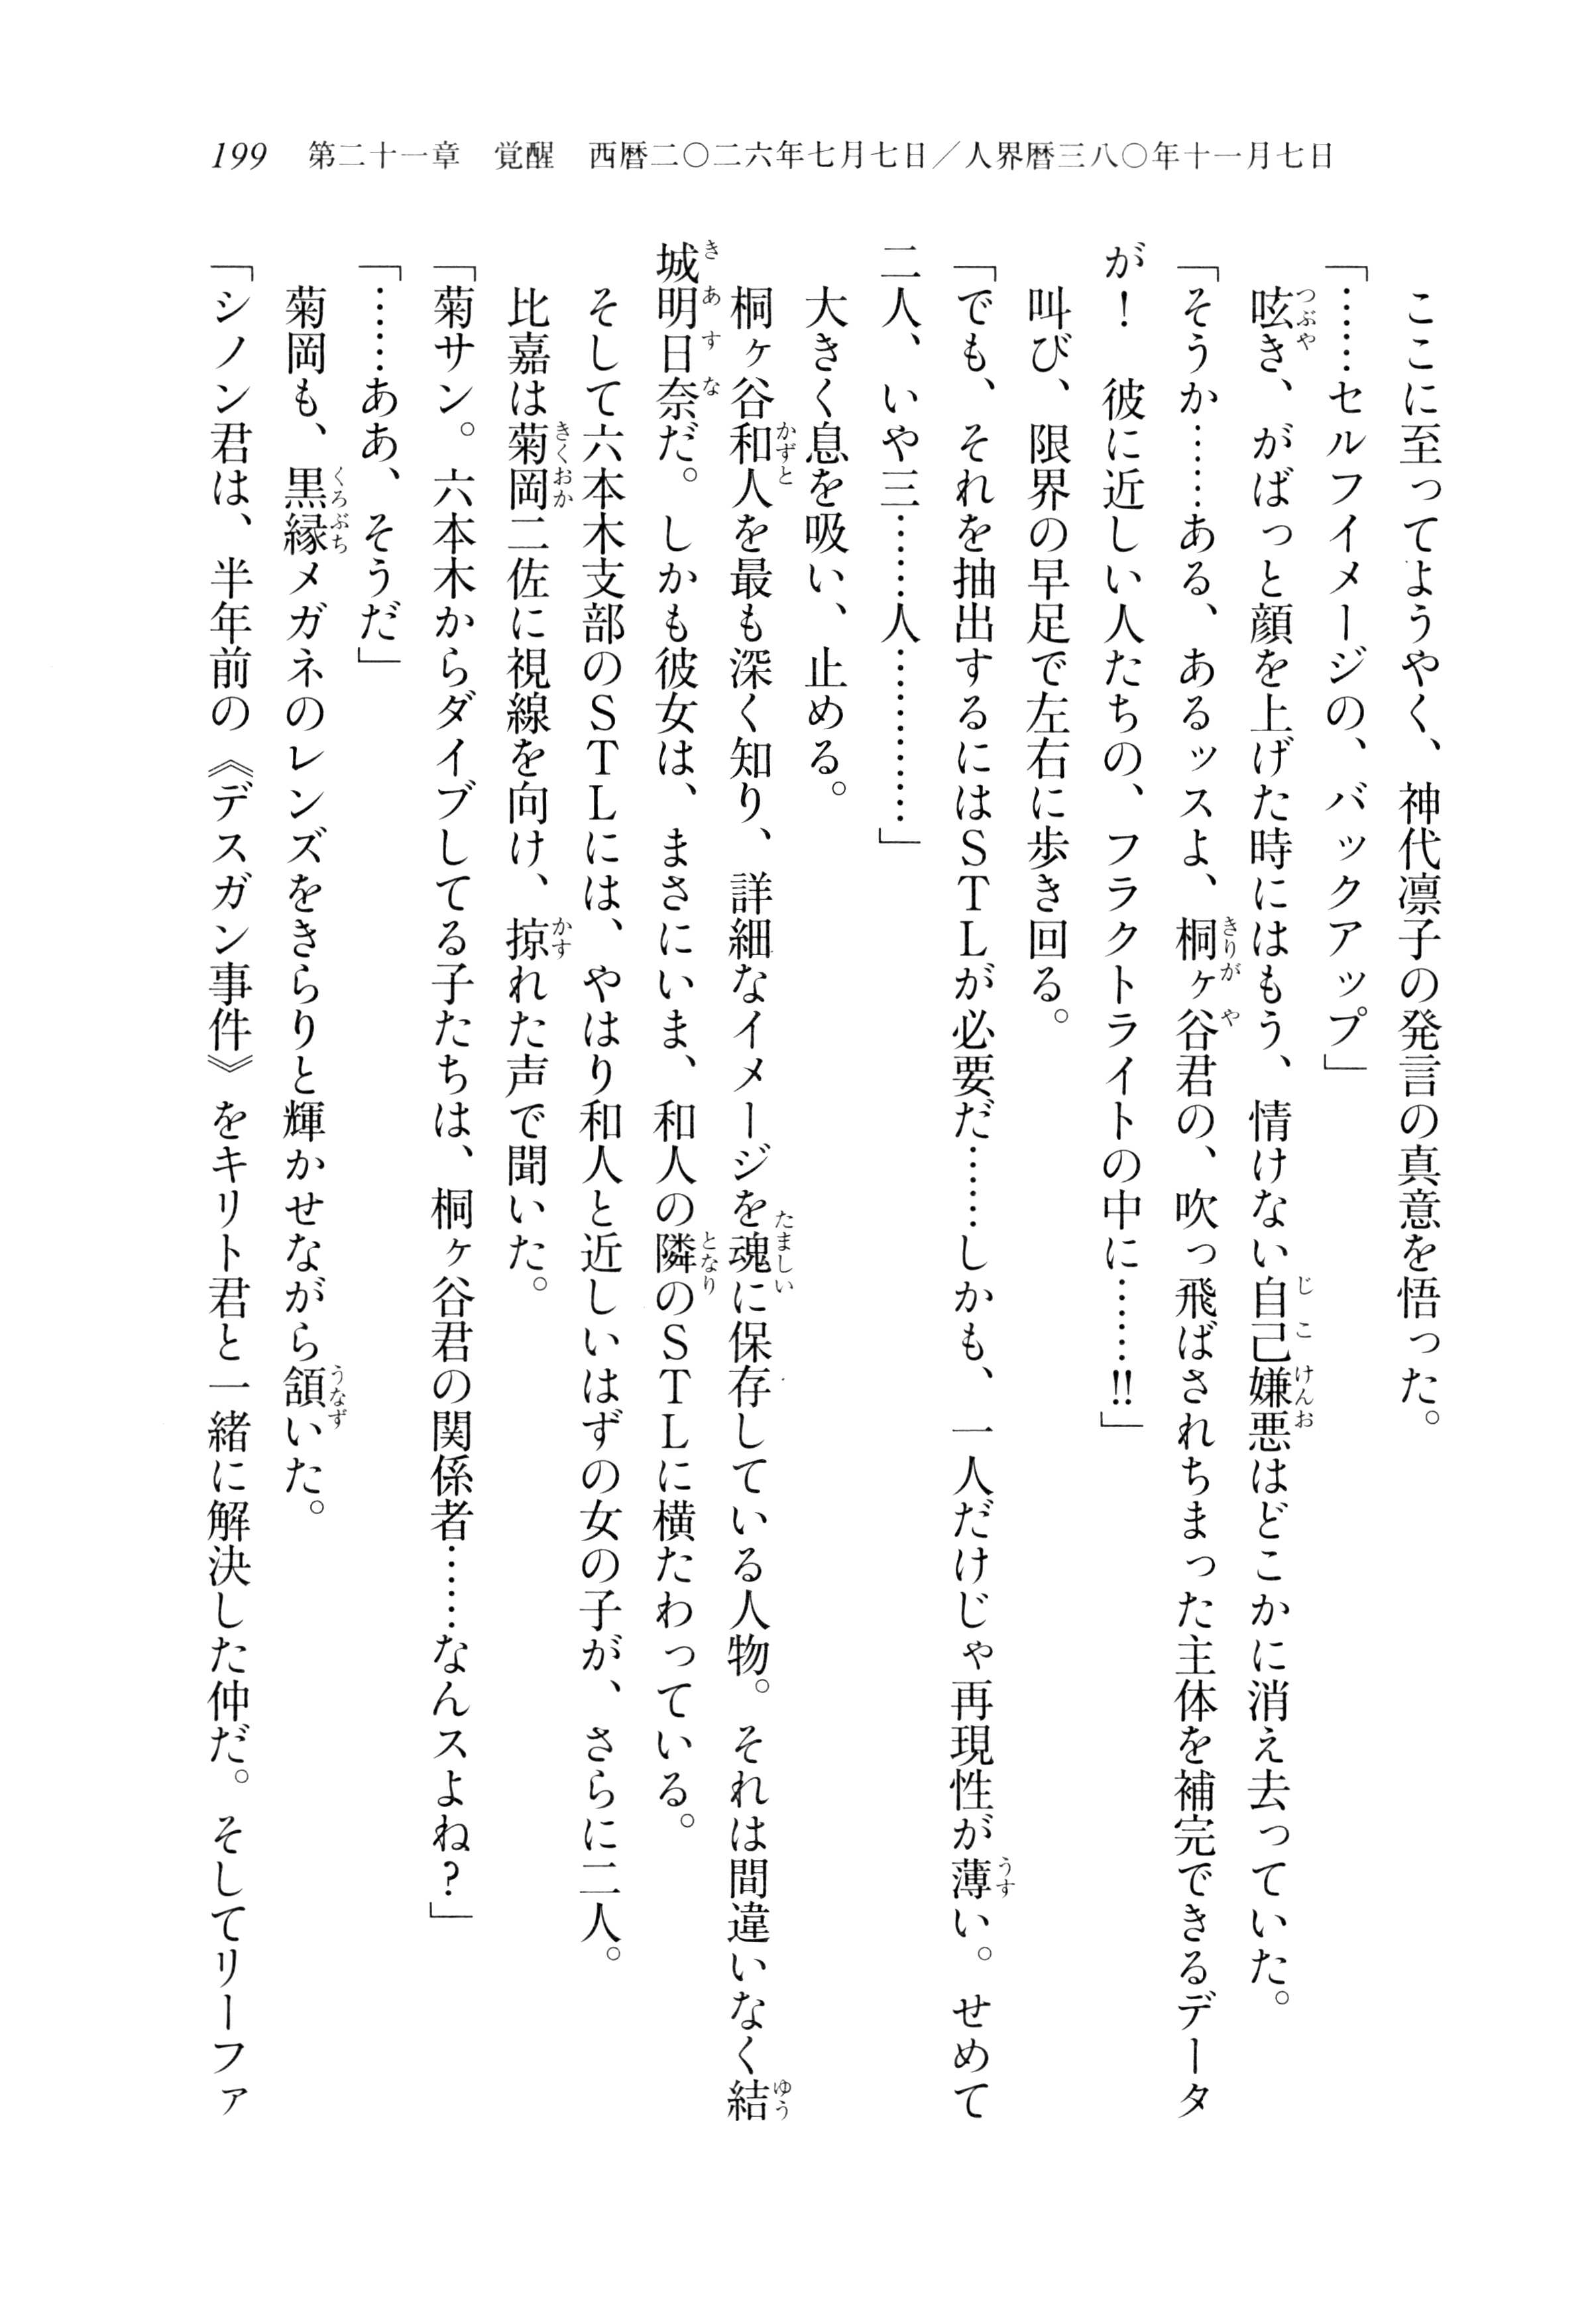 199　第二十一章　覚醒　西暦二〇二六年七月七日／人界暦三八〇年十一月七日
ここに至ってようやく、神代凛子の発言の真意を悟った。
「……セルフイメージの、バックアップ」
呟き、がばっと顔を上げた時にはもう、情けない自己嫌悪はどこかに消え去っていた。
「そうか……ある、あるッスよ、桐ヶ谷君の、吹っ飛ばされちまった主体を補完できるデータ
が！　彼に近しい人たちの、フラクトライトの中に……!!」
叫び、限界の早足で左右に歩き回る。
「でも、それを抽出するにはＳＴＬが必要だ……しかも、一人だけじゃ再現性が薄い。せめて
二人、いや三………人…………」
大きく息を吸い、止める。
桐ヶ谷和人を最も深く知り、詳細なイメージを魂に保存している人物。それは間違いなく結
城明日奈だ。しかも彼女は、まさにいま、和人の隣のＳＴＬに横たわっている。
そして六本木支部のＳＴＬには、やはり和人と近しいはずの女の子が、さらに二人。
比嘉は菊岡二佐に視線を向け、掠れた声で聞いた。
「菊サン。六本木からダイブしてる子たちは、桐ヶ谷君の関係者……なんスよね？」
「……ああ、そうだ」
菊岡も、黒縁メガネのレンズをきらりと輝かせながら頷いた。
「シノン君は、半年前の《デスガン事件》をキリト君と一緒に解決した仲だ。そしてリーファ